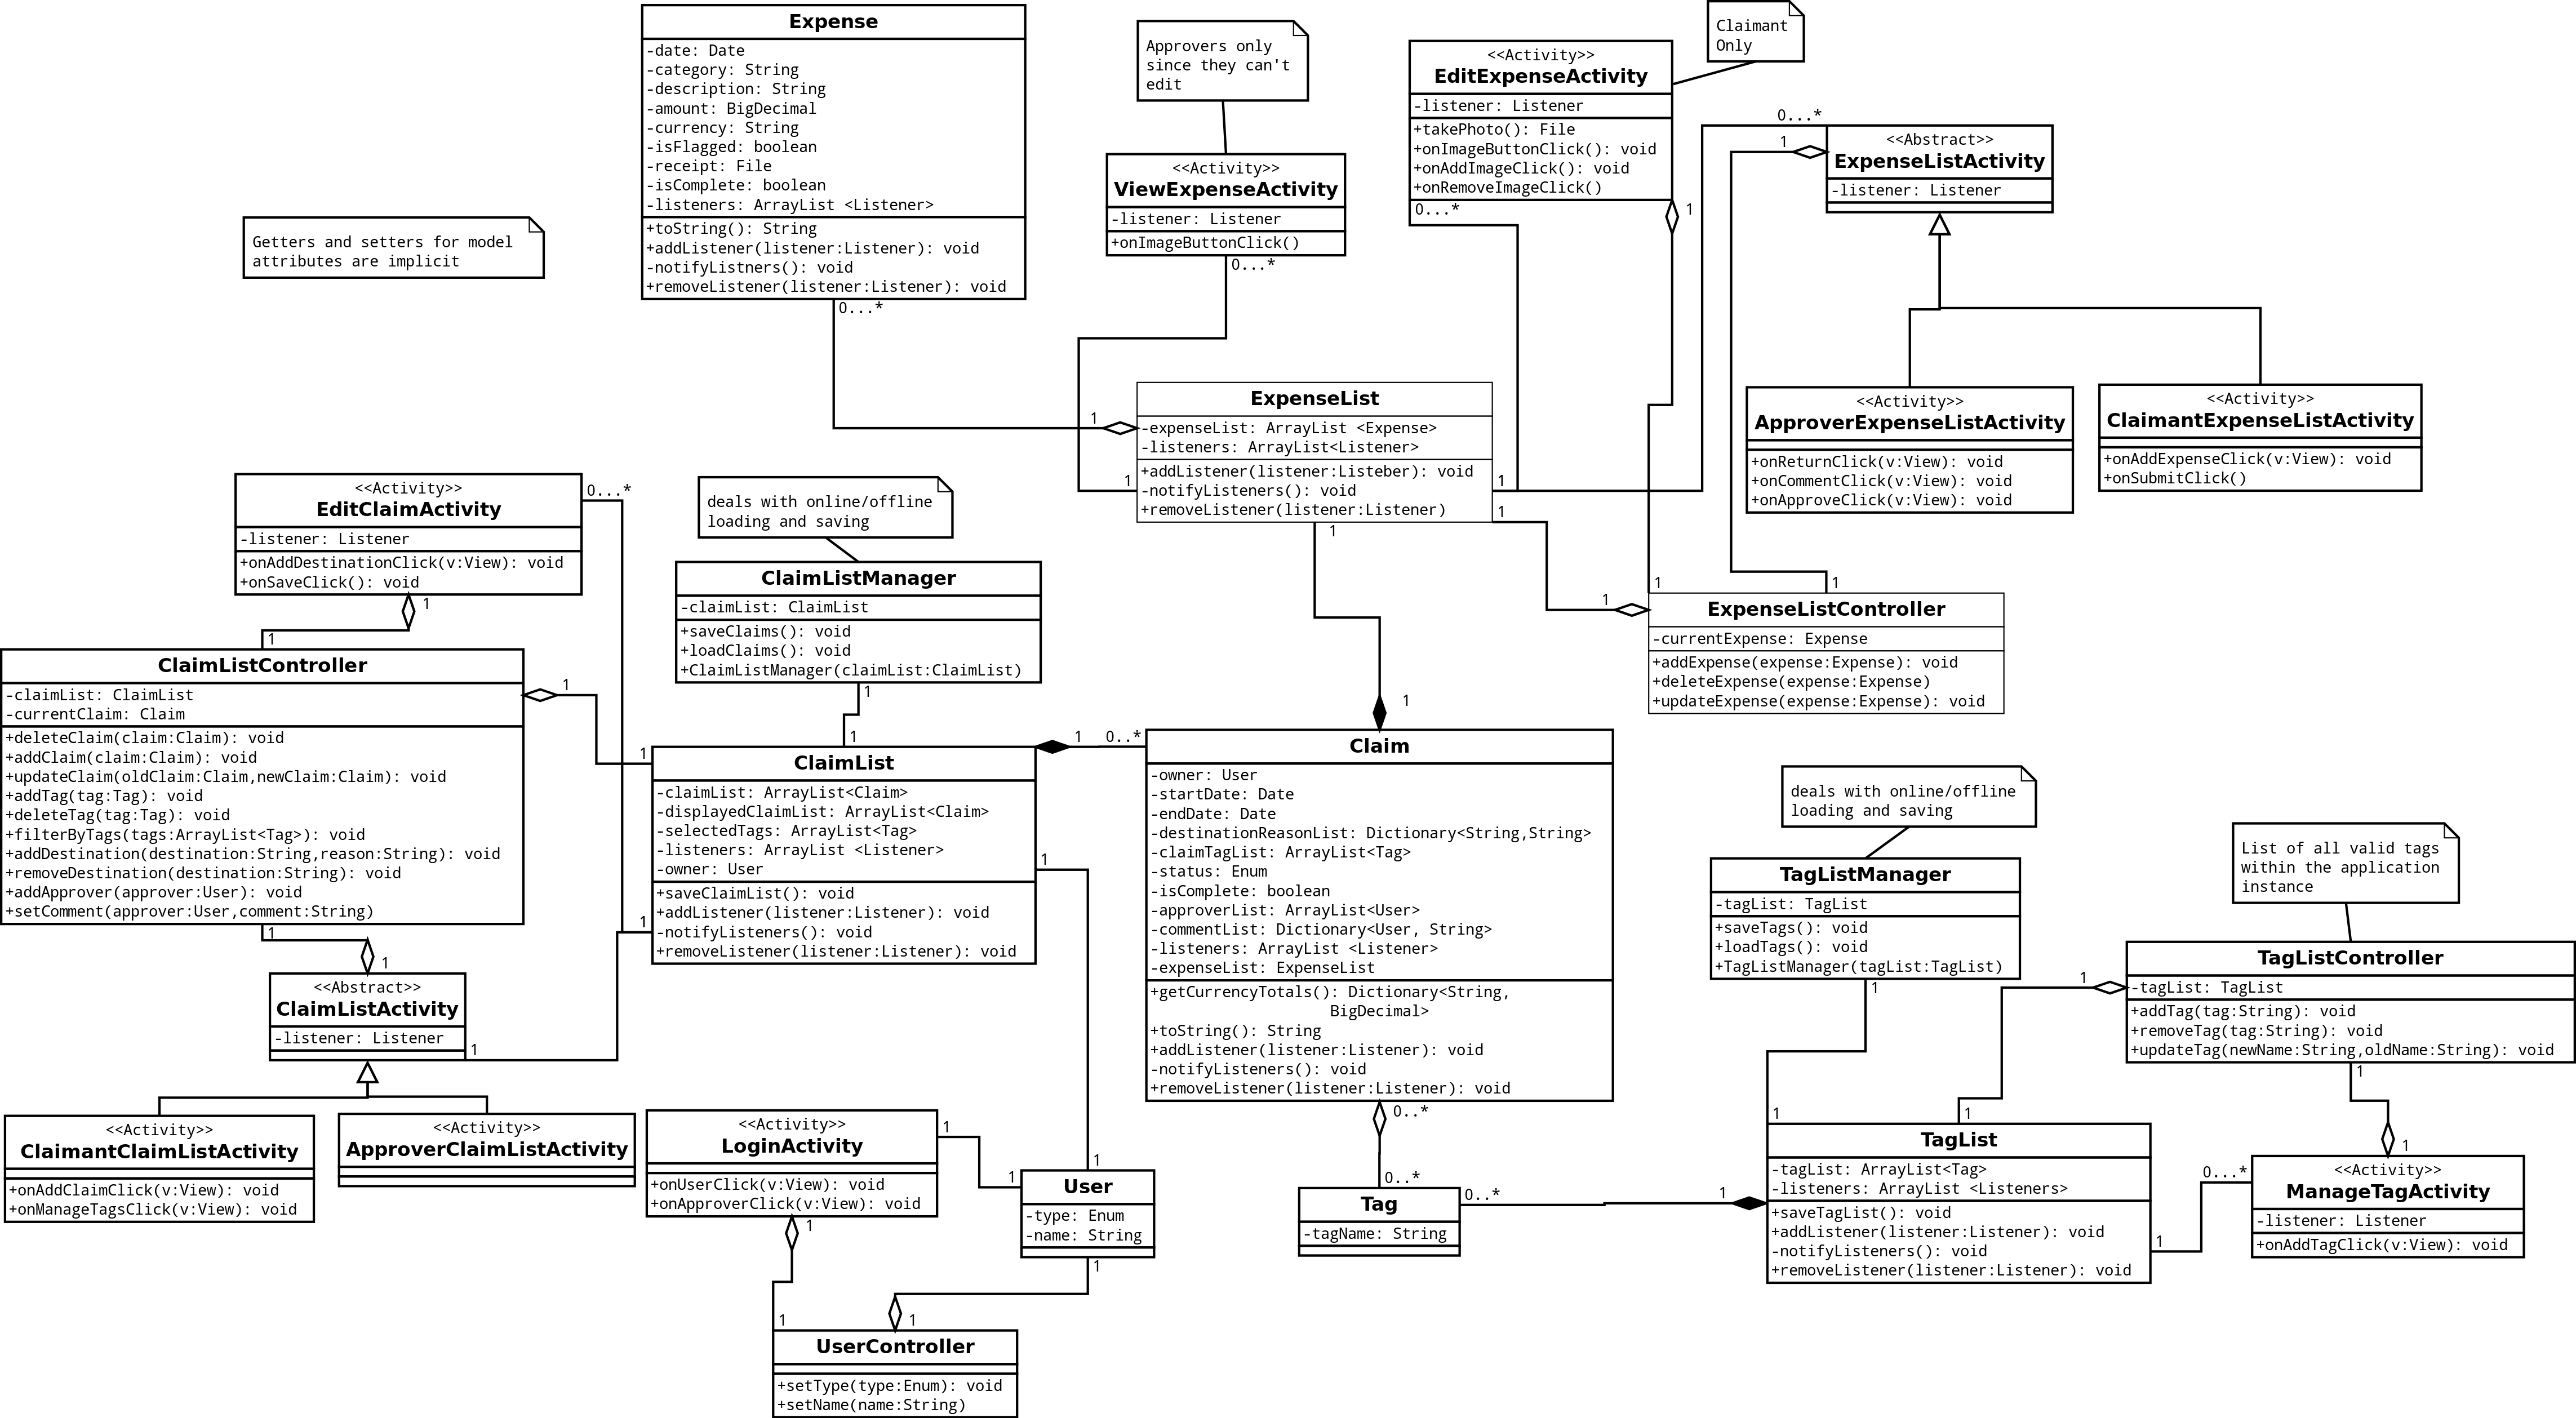 Expense
-date: Date
-category: String
-description: String
-amount: BigDecimal
-currency: String
-isFlagged: boolean
-receipt: File
-isComplete: boolean
-listeners: ArrayList <Listener>
+toString(): String
+addListener(listener:Listener): void
-notifyListners(): void
+removeListener(listener:Listener): void
0...*
Approvers only
since they can't
edit
<<Activity>>
ViewExpenseActivity
-listener: Listener
+onImageButtonClick()
0...*
Claimant
Only
<<Activity>>
EditExpenseActivity
-listener: Listener
+takePhoto(): File
+onImageButtonClick(): void
+onAddImageClick(): void
+onRemoveImageClick()
0...*
1
0...*
1
<<Abstract>>
ExpenseListActivity
-listener: Listener
Getters and setters for model
attributes are implicit
<<Activity>>
ApproverExpenseListActivity
+onReturnClick(v:View): void
+onCommentClick(v:View): void
+onApproveClick(v:View): void
<<Activity>>
ClaimantExpenseListActivity
+onAddExpenseClick(v:View): void
+onSubmitClick()
1
1
ExpenseList
-expenseList: ArrayList <Expense>
-listeners: ArrayList<Listener>
+addListener(listener:Listeber): void
-notifyListeners(): void
+removeListener(listener:Listener)
1
1
1
1
1
1
ExpenseListController
-currentExpense: Expense
+addExpense(expense:Expense): void
+deleteExpense(expense:Expense)
+updateExpense(expense:Expense): void
<<Activity>>
EditClaimActivity
-listener: Listener
+onAddDestinationClick(v:View): void
+onSaveClick(): void
0...*
1
1
deals with online/offline
loading and saving
ClaimListManager
-claimList: ClaimList
+saveClaims(): void
+loadClaims(): void
+ClaimListManager(claimList:ClaimList)
1
1
ClaimListController
-claimList: ClaimList
-currentClaim: Claim
+deleteClaim(claim:Claim): void
+addClaim(claim:Claim): void
+updateClaim(oldClaim:Claim,newClaim:Claim): void
+addTag(tag:Tag): void
+deleteTag(tag:Tag): void
+filterByTags(tags:ArrayList<Tag>): void
+addDestination(destination:String,reason:String): void
+removeDestination(destination:String): void
+addApprover(approver:User): void
+setComment(approver:User,comment:String)
1
1
1
1
ClaimList
-claimList: ArrayList<Claim>
-displayedClaimList: ArrayList<Claim>
-selectedTags: ArrayList<Tag>
-listeners: ArrayList <Listener>
-owner: User
+saveClaimList(): void
+addListener(listener:Listener): void
-notifyListeners(): void
+removeListener(listener:Listener): void
1
0..*
1
1
Claim
-owner: User
-startDate: Date
-endDate: Date
-destinationReasonList: Dictionary<String,String>
-claimTagList: ArrayList<Tag>
-status: Enum
-isComplete: boolean
-approverList: ArrayList<User>
-commentList: Dictionary<User, String>
-listeners: ArrayList <Listener>
-expenseList: ExpenseList
+getCurrencyTotals(): Dictionary<String,
BigDecimal>
+toString(): String
+addListener(listener:Listener): void
-notifyListeners(): void
+removeListener(listener:Listener): void
0..*
0..*
deals with online/offline
loading and saving
TagListManager
-tagList: TagList
+saveTags(): void
+loadTags(): void
+TagListManager(tagList:TagList)
1
List of all valid tags
within the application
instance
TagListController
-tagList: TagList
+addTag(tag:String): void
+removeTag(tag:String): void
+updateTag(newName:String,oldName:String): void
1
1
1
<<Abstract>>
ClaimListActivity
-listener: Listener
1
1
<<Activity>>
ClaimantClaimListActivity
+onAddClaimClick(v:View): void
+onManageTagsClick(v:View): void
<<Activity>>
ApproverClaimListActivity
<<Activity>>
LoginActivity
+onUserClick(v:View): void
+onApproverClick(v:View): void
1
1
1
1
User
-type: Enum
-name: String
1
1
1
UserController
+setType(type:Enum): void
+setName(name:String)
Tag
-tagName: String
0..*
1
1
1
TagList
-tagList: ArrayList<Tag>
-listeners: ArrayList <Listeners>
+saveTagList(): void
+addListener(listener:Listener): void
-notifyListeners(): void
+removeListener(listener:Listener): void
1
0...*
<<Activity>>
ManageTagActivity
-listener: Listener
+onAddTagClick(v:View): void